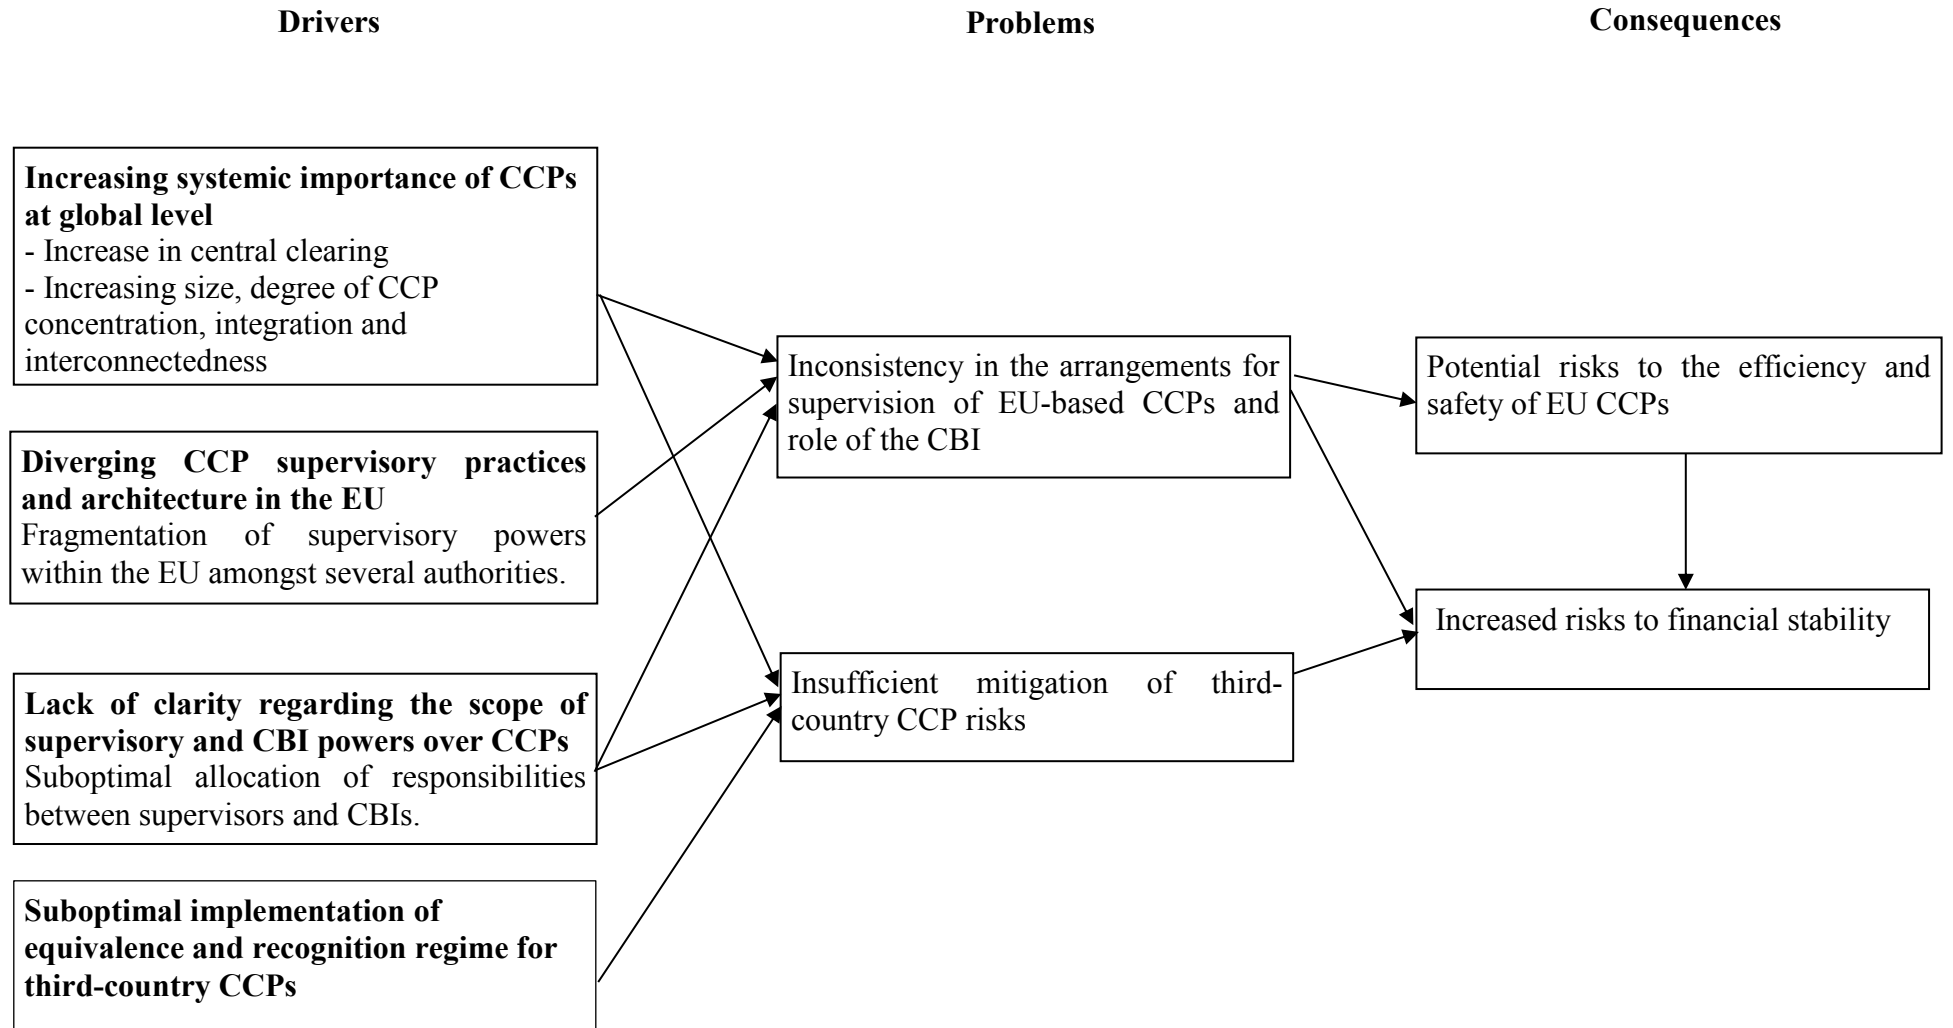 Drivers
Problems
Consequences
Increasing systemic importance of CCPs
at global level
- Increase in central clearing
- Increasing size, degree of CCP
concentration, integration and
interconnectedness
Diverging CCP supervisory practices
and architecture in the EU
Fragmentation of supervisory powers
within the EU amongst several authorities.
Lack of clarity regarding the scope of
supervisory and CBI powers over CCPs
Suboptimal allocation of responsibilities
between supervisors and CBIs.
Suboptimal implementation of
equivalence and recognition regime for
third-country CCPs
Inconsistency in the arrangements for
supervision of EU-based CCPs and
role of the CBI
Insufficient mitigation of third-
country CCP risks
Potential risks to the efficiency and
safety of EU CCPs
Increased risks to financial stability